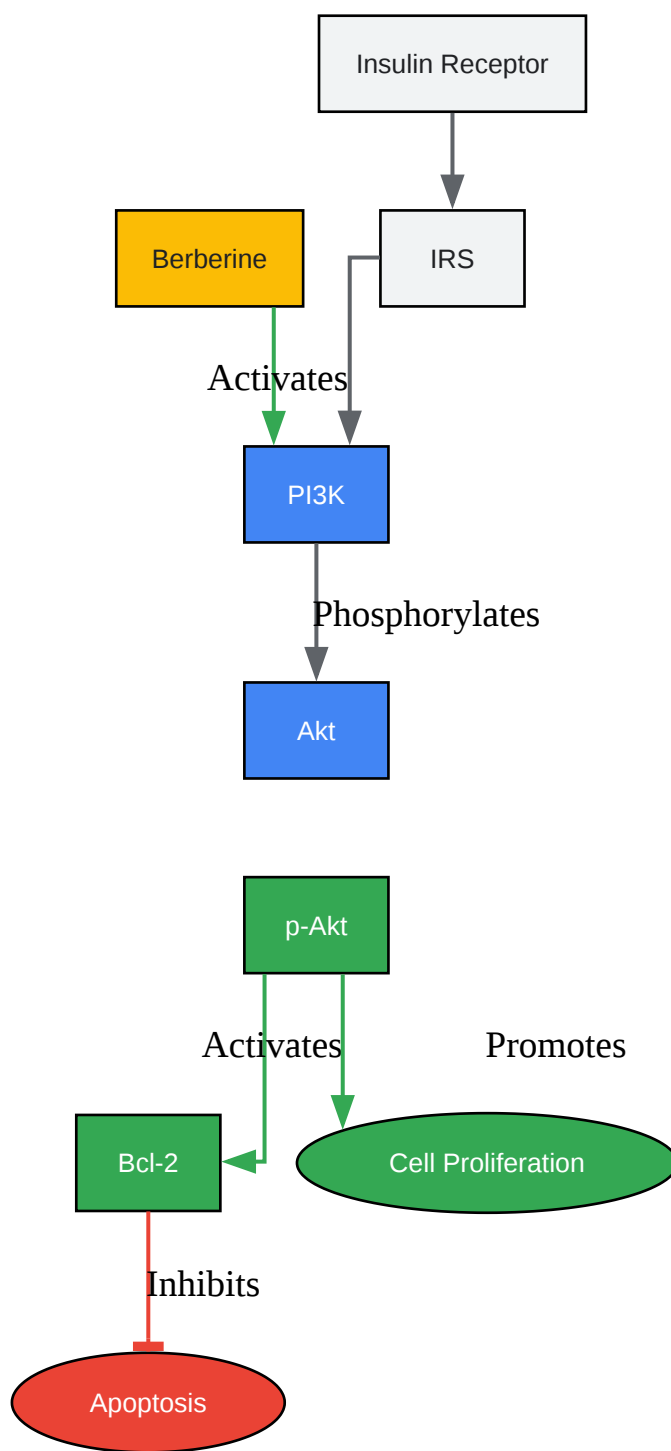 Insulin Receptor
Berberine
IRS
Activates
PI3K
Phosphorylates
Akt
p-Akt
Activates
Promotes
Bcl-2
Cell Proliferation
Inhibits
Apoptosis